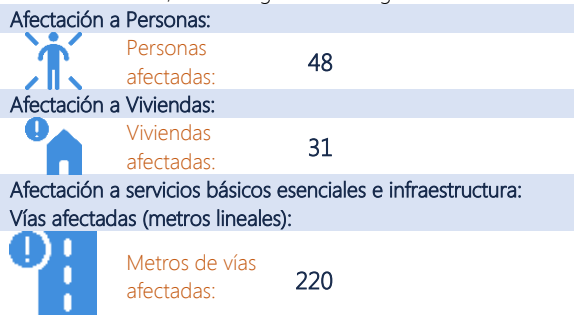 Afectación a Personas:
Personas
afectadas:
48
Afectación a Viviendas:
Viviendas
afectadas:
31
Afectación a servicios básicos esenciales e infraestructura:
Vías afectadas (metros lineales):
Metros de vías
afectadas:
220